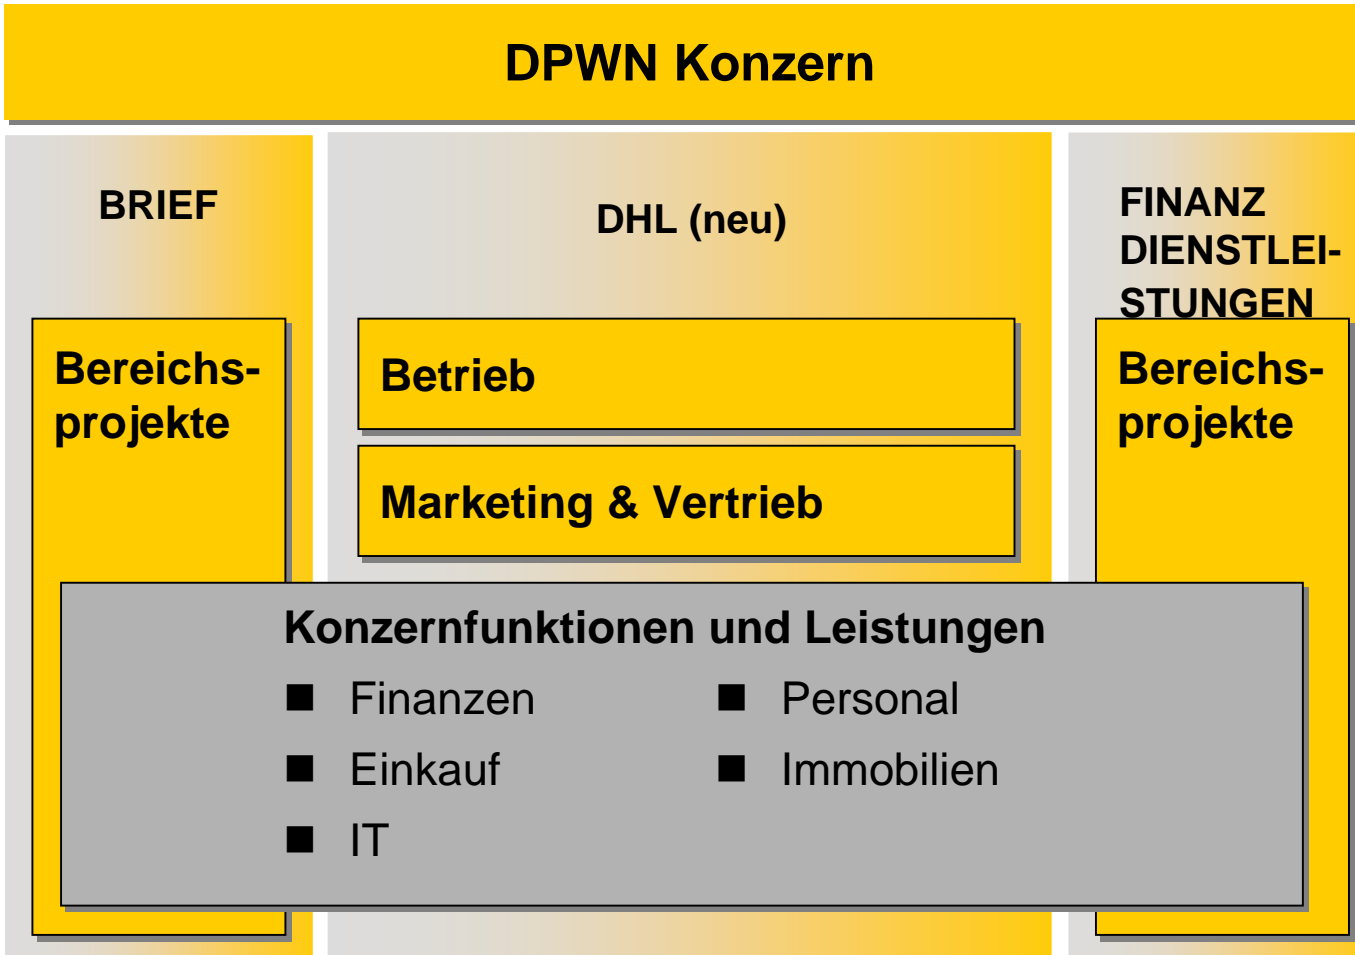 DPWN Konzern
BRIEF
DHL (neu)
FINANZ
DIENSTLEI-
STUNGEN
Bereichs-
projekte
Betrieb
Marketing & Vertrieb
Bereichs-
projekte
Konzernfunktionen und Leistungen
■ Finanzen
■ Einkauf
■ IT
■ Personal
■ Immobilien